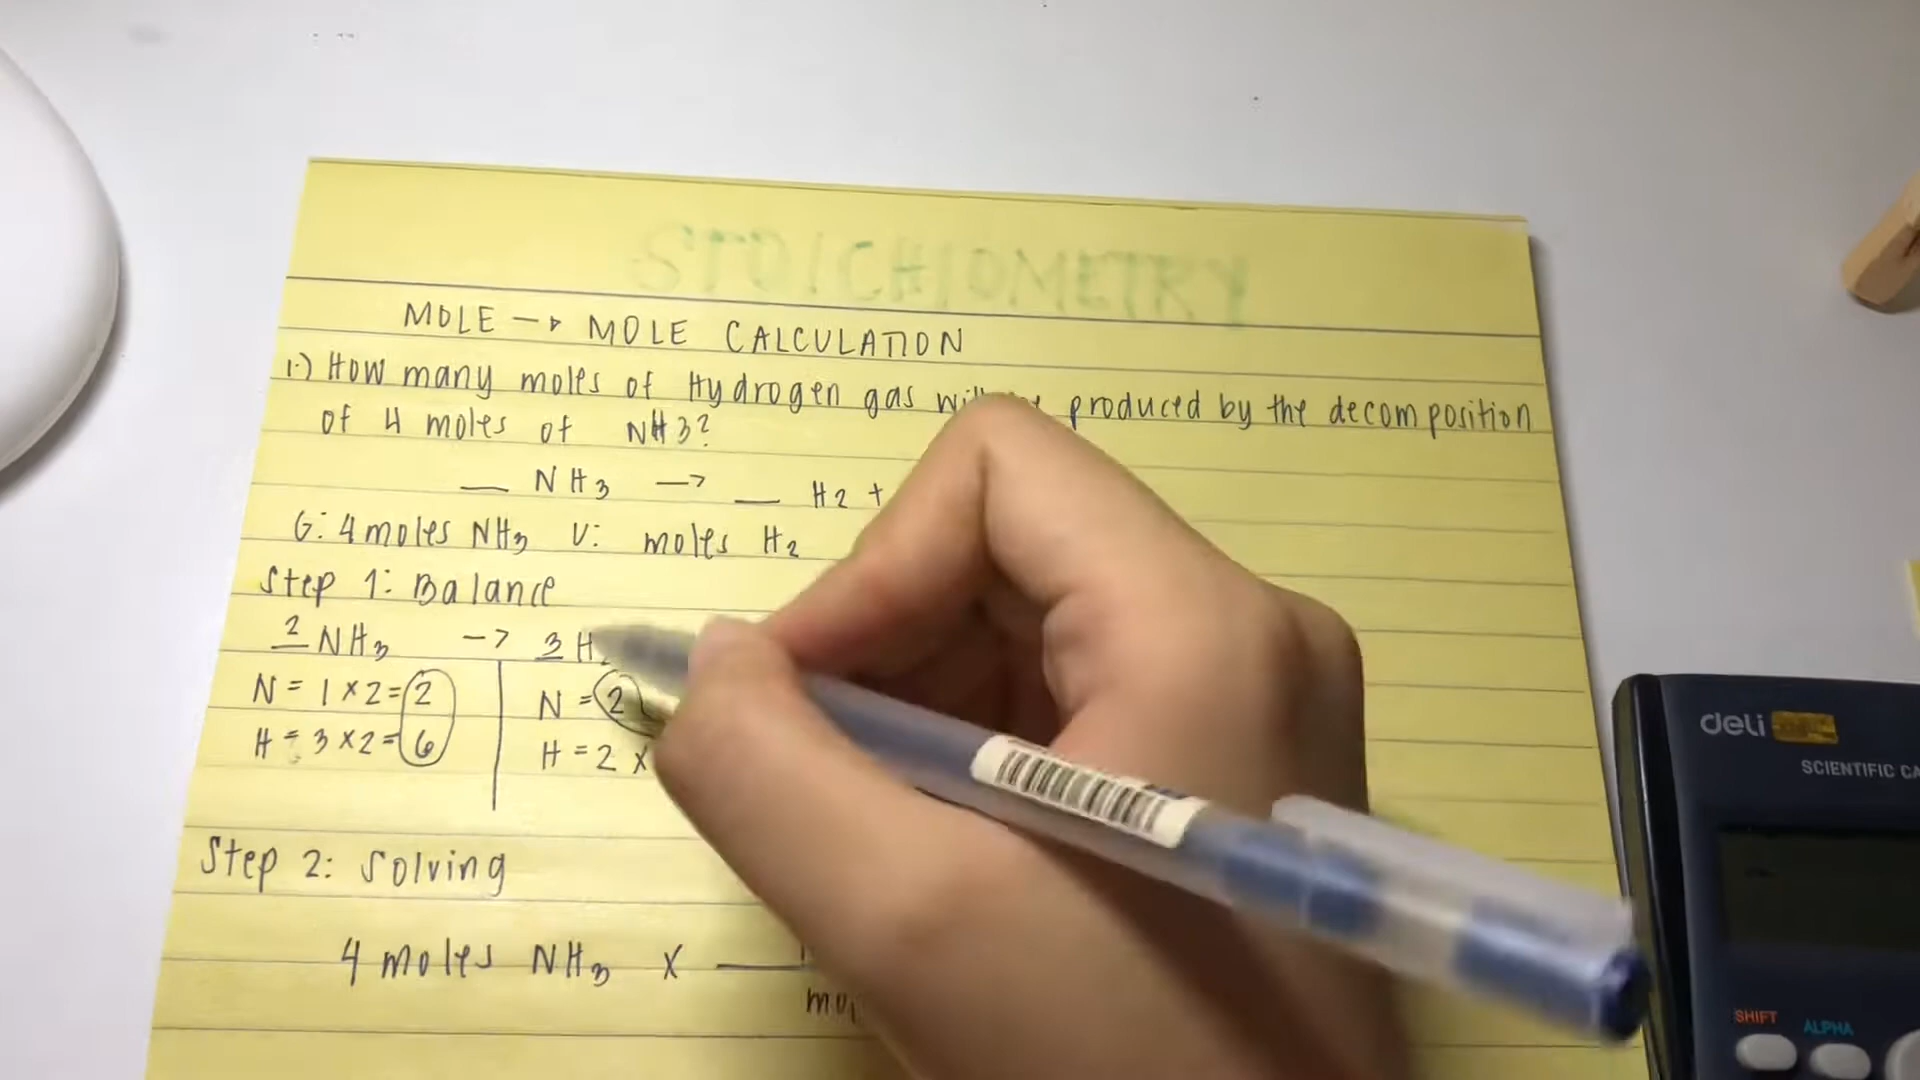 STOICHIOMETRY
MOLE → MOLE CALCULATION
1.) How many moles of Hydrogen gas will produced by the decomposition
of 4 moles of NH3?
__ NH3 → __ H2 +
G: 4 moles NH3 U: moles H2
Step 1: Balance
2 NH3 → 3 H
N = 1 x 2 = 2
N = 2
H = 3 x 2 = 6
H = 2 x
Step 2: Solving
4 moles NH3 x
deli
SCIENTIFIC CA
SHIFT ALPHA